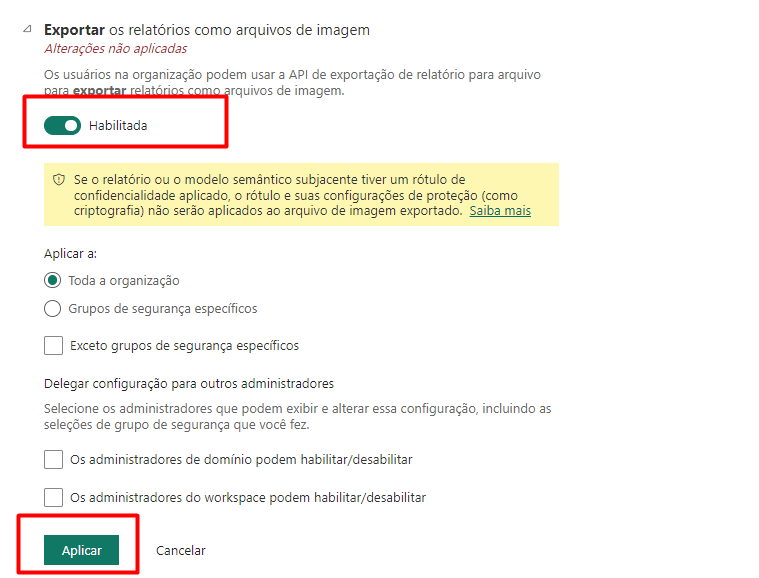 Exportar os relatórios como arquivos de imagem
Alterações não aplicadas
Os usuários na organização podem usar a API de exportação de relatório para arquivo
para exportar relatórios como arquivos de imagem.
Habilitada
Se o relatório ou o modelo semântico subjacente tiver um rótulo de
confidencialidade aplicado, o rótulo e suas configurações de proteção (como
criptografia) não serão aplicados ao arquivo de imagem exportado. Saiba mais
Aplicar a:
Toda a organização
Grupos de segurança específicos
Exceto grupos de segurança específicos
Delegar configuração para outros administradores
Selecione os administradores que podem exibir e alterar essa configuração, incluindo as
seleções de grupo de segurança que você fez.
Os administradores de domínio podem habilitar/desabilitar
Os administradores do workspace podem habilitar/desabilitar
Aplicar Cancelar